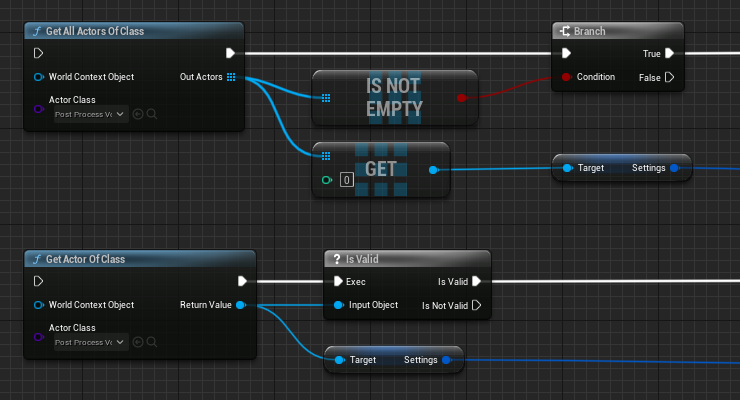 f Get All Actors Of Class
World Context Object
Out Actors
Actor Class
Post Process Vc
IS NOT
EMPTY
Branch
True
Condition
False
GET
0
Target
Settings
f Get Actor Of Class
World Context Object
Return Value
Actor Class
Post Process Vc
? Is Valid
Exec
Is Valid
Input Object
Is Not Valid
Target
Settings